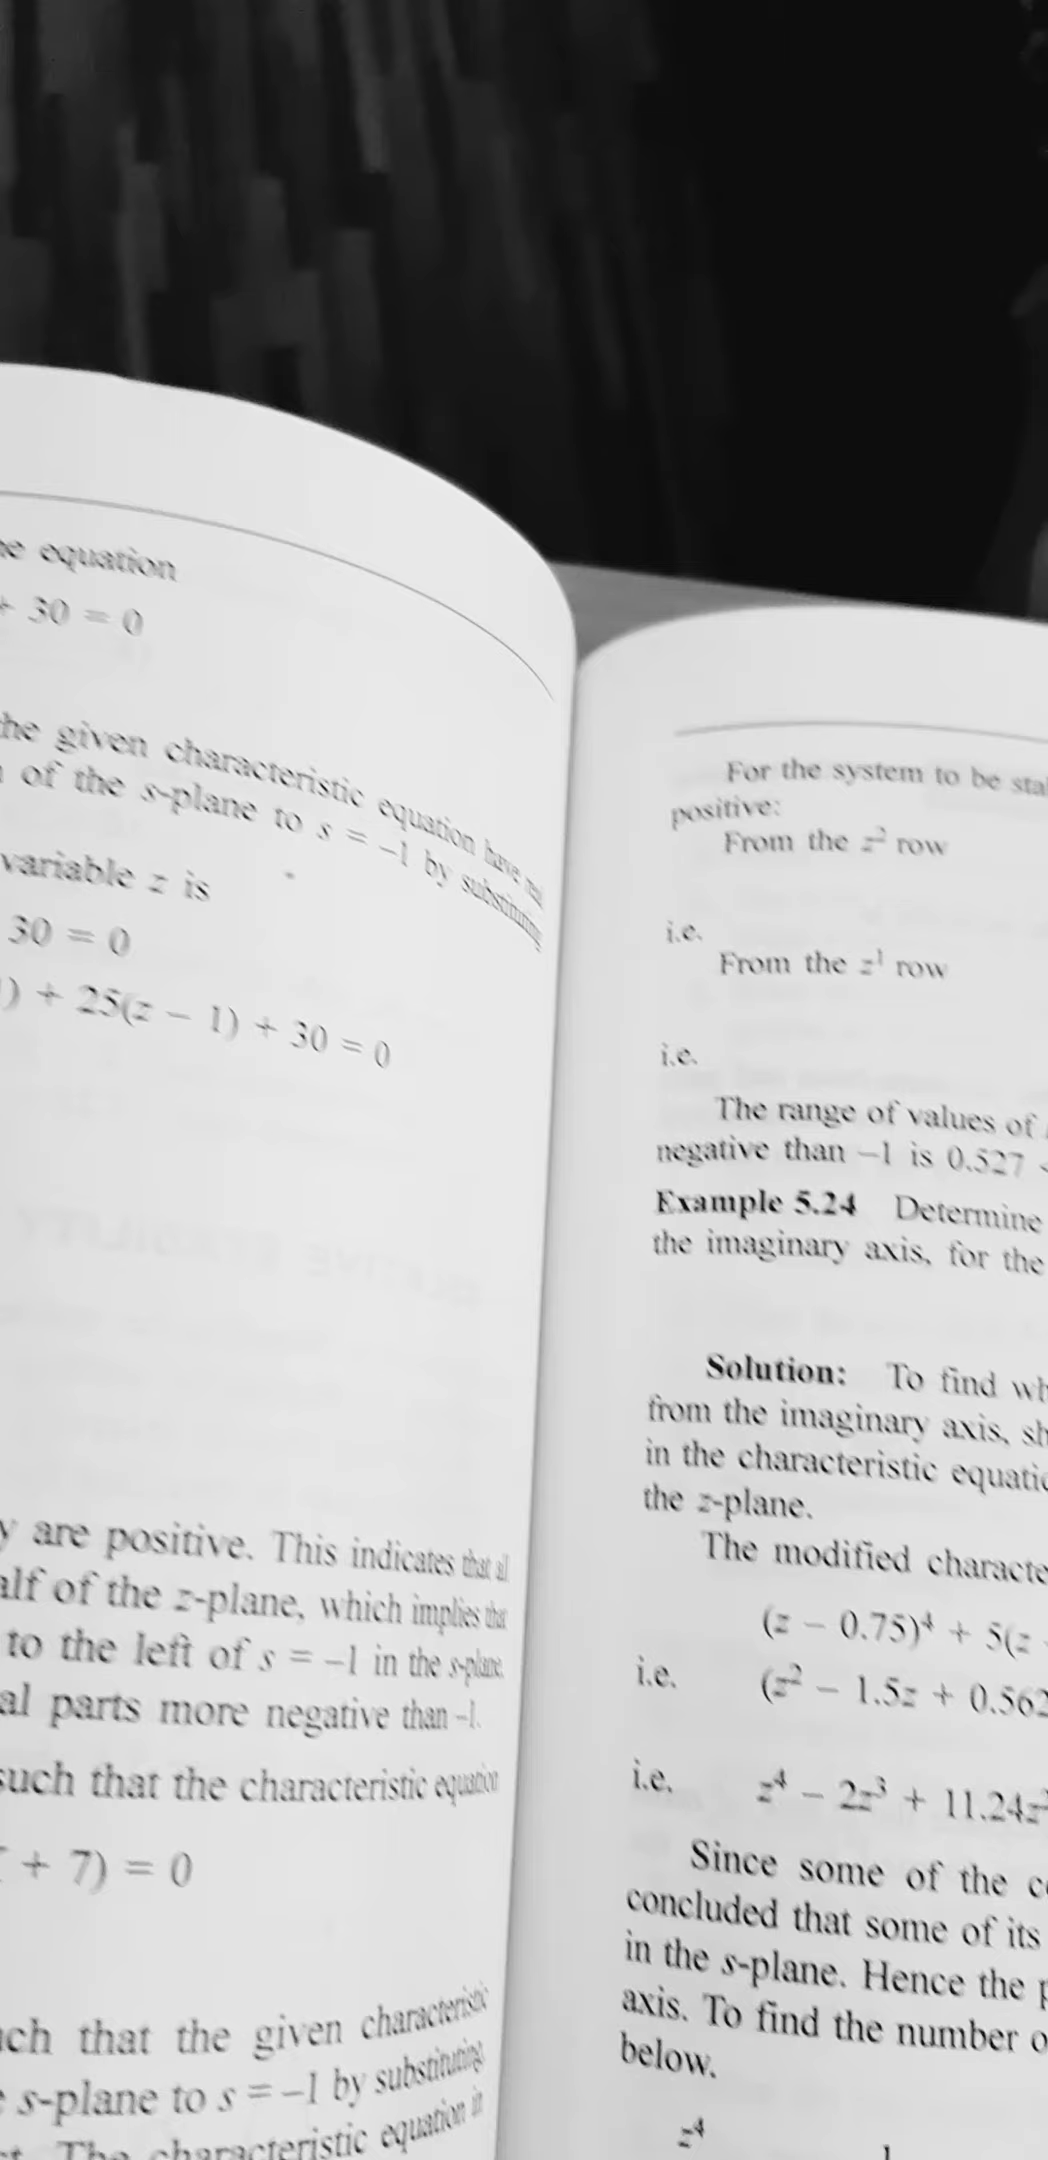 equation
+ 30 = 0
the given characteristic equation have real
of the s-plane to s = –1 by substituting
variable z is
30 = 0
) + 25(z – 1) + 30 = 0
y are positive. This indicates that all
alf of the z-plane, which implies that
to the left of s = –1 in the s-plane.
al parts more negative than –1.
such that the characteristic equation
+ 7) = 0
ch that the given characteristic
s-plane to s = –1 by substituting
The characteristic equation in
For the system to be sta
positive:
From the z² row
i.e.
From the z¹ row
i.e.
The range of values of
negative than –1 is 0.527 <
Example 5.24 Determine
the imaginary axis, for the
Solution: To find wh
from the imaginary axis, sh
in the characteristic equatio
the z-plane.
The modified characte
(z – 0.75)⁴ + 5(z
i.e. (z² – 1.5z + 0.562
i.e. z⁴ – 2z³ + 11.24z
Since some of the c
concluded that some of its
in the s-plane. Hence the p
axis. To find the number o
below.
z⁴ 1